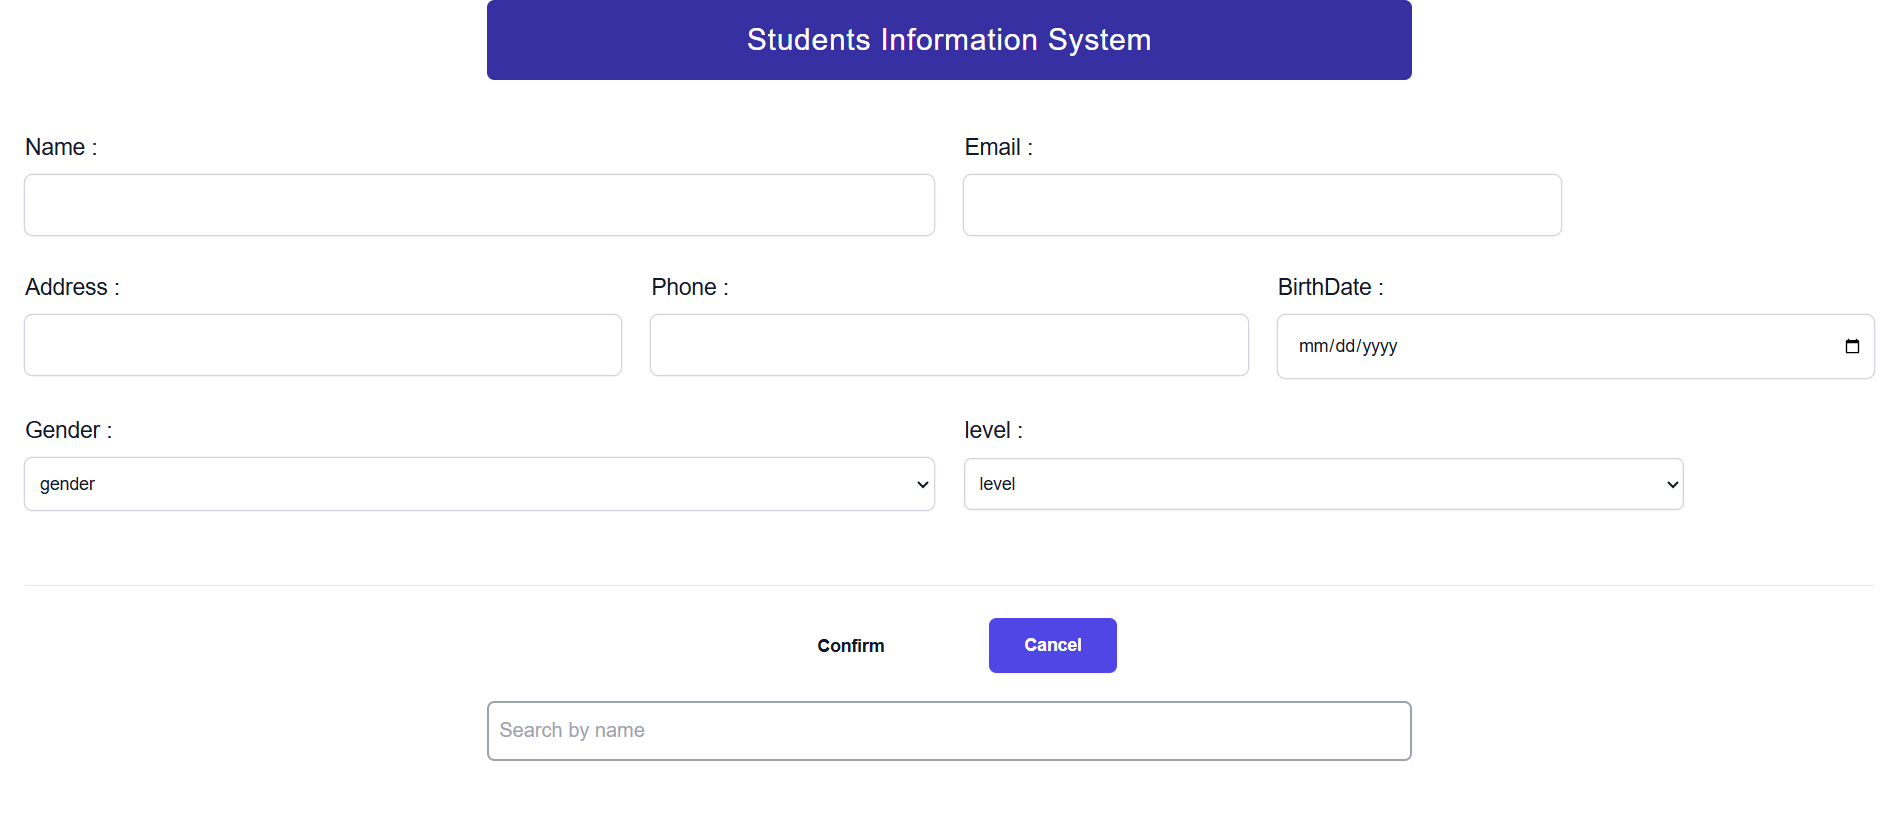 Students Information System
Name :
Email :
Address :
Phone :
BirthDate :
mm/dd/yyyy
Gender :
level :
gender
level
Confirm
Cancel
Search by name